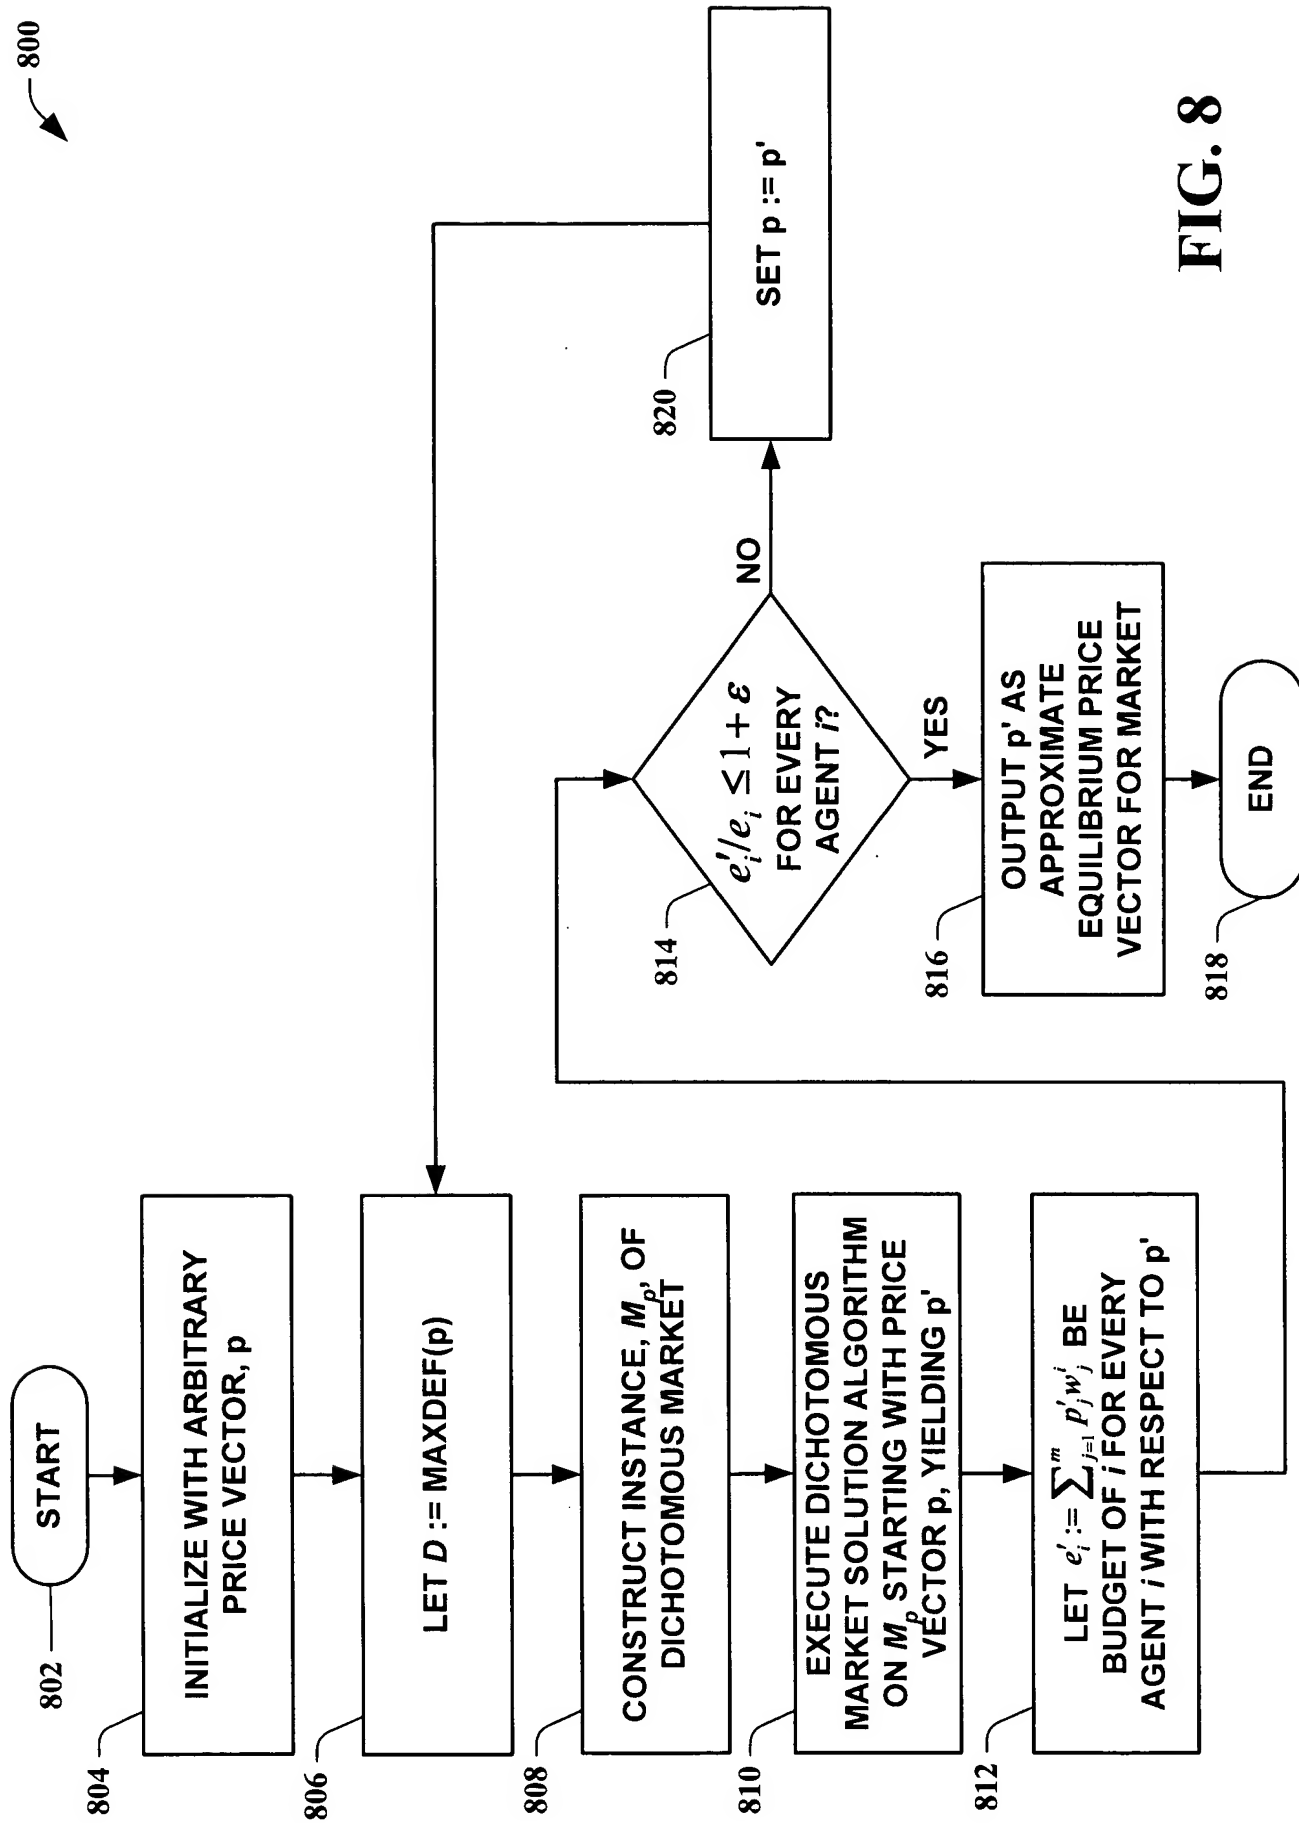 800
START
802
INITIALIZE WITH ARBITRARY
PRICE VECTOR, p
804
LET D := MAXDEF(p)
806
CONSTRUCT INSTANCE, M_p, OF
DICHOTOMOUS MARKET
808
EXECUTE DICHOTOMOUS
MARKET SOLUTION ALGORITHM
ON M_p STARTING WITH PRICE
VECTOR p, YIELDING p'
810
LET e'_i := ∑_{j=1}^{m} p'_j w^i_j BE
BUDGET OF i FOR EVERY
AGENT i WITH RESPECT TO p'
812
e'_i/e_i ≤ 1+ε
FOR EVERY
AGENT i?
814
NO
YES
SET p := p'
820
OUTPUT p' AS
APPROXIMATE
EQUILIBRIUM PRICE
VECTOR FOR MARKET
816
END
818
FIG. 8